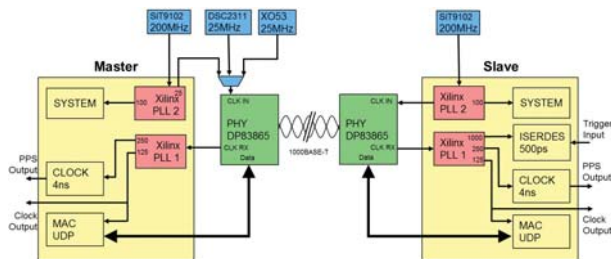 SiT9102
200MHz
DSC2311
25MHz
XO53
25MHz
SiT9102
200MHz
Master
Slave
25
SYSTEM
100
Xilinx
PLL 2
CLK IN
PHY
DP83865
CLK RX
Data
1000BASE-T
CLK IN
PHY
DP83865
CLK RX
Data
Xilinx
PLL 2
100
SYSTEM
Trigger
Input
250
125
Xilinx
PLL 1
Xilinx
PLL 1
1000
250
125
ISERDES
500ps
PPS
Output
CLOCK
4ns
CLOCK
4ns
PPS
Output
Clock
Output
MAC
UDP
MAC
UDP
Clock
Output